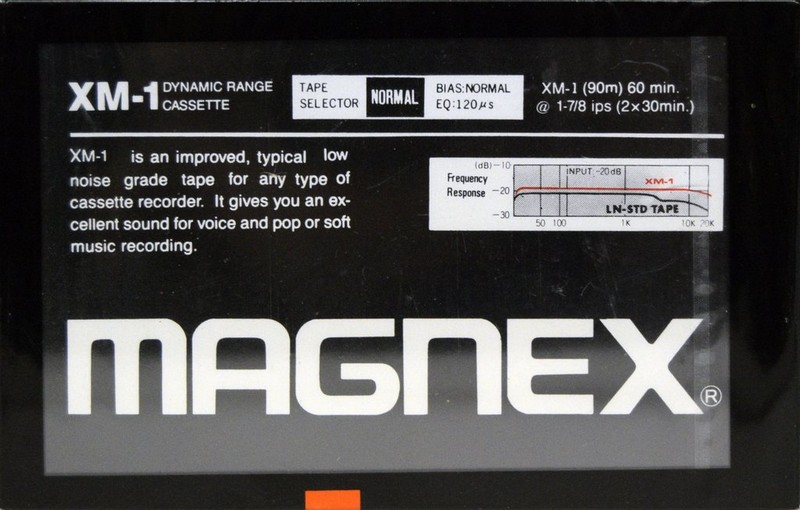 XM-1 DYNAMIC RANGE
CASSETTE
TAPE
SELECTOR
NORMAL
BIAS:NORMAL
EQ:120µs
XM-1 (90m) 60 min.
@ 1-7/8 ips (2×30min.)
XM-1 is an improved, typical low
noise grade tape for any type of
cassette recorder. It gives you an ex-
cellent sound for voice and pop or soft
music recording.
Frequency
Response
(dB) -10
-20
-30
INPUT -20dB
XM-1
LN-STD TAPE
50 100 1K 10K 20K
MAGNEX®